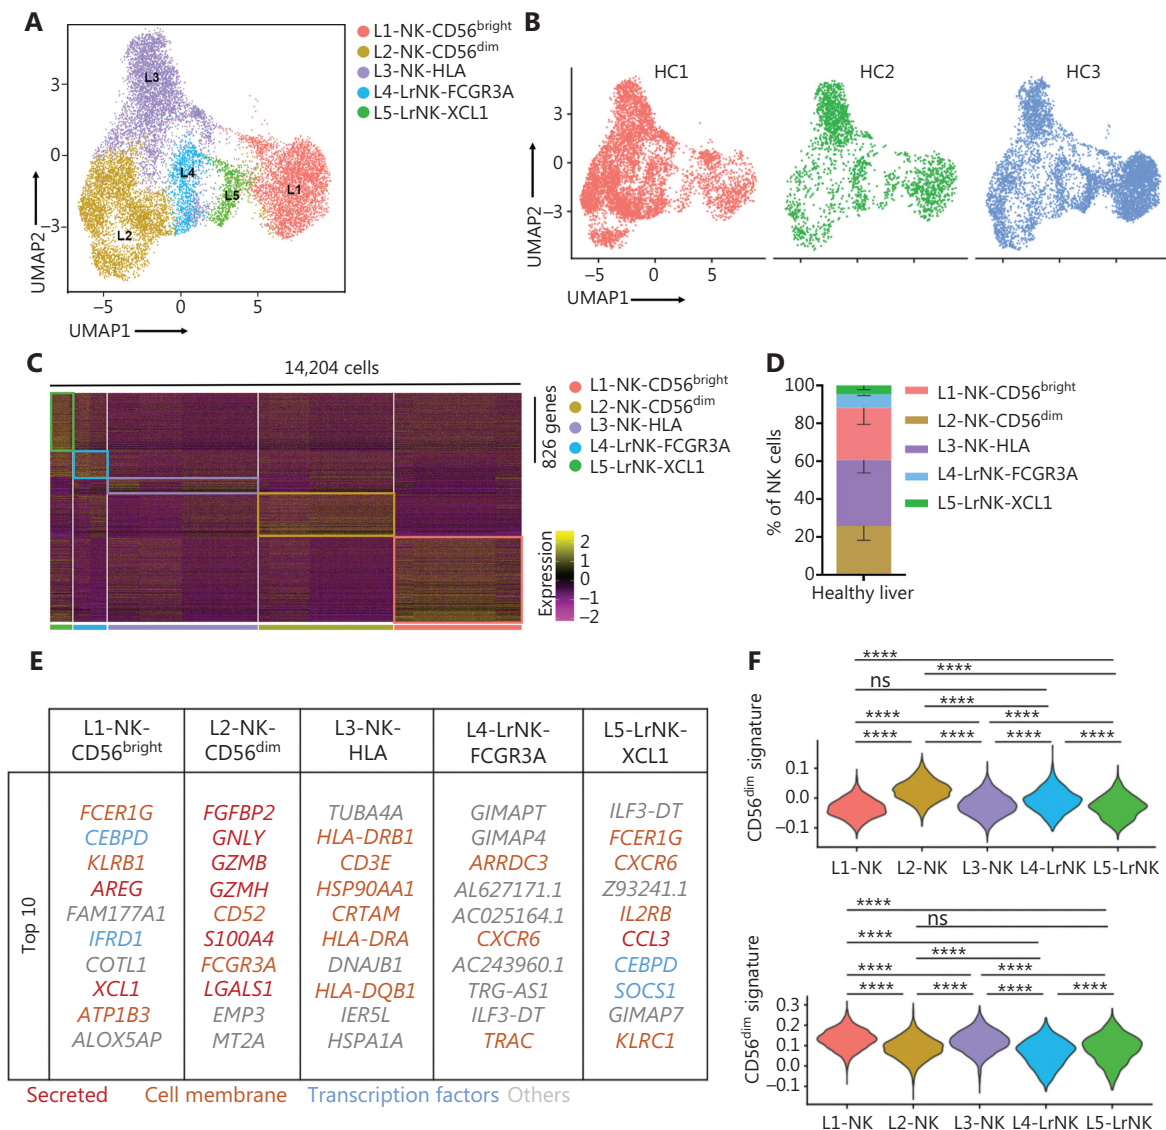 A
L1-NK-CD56bright
L2-NK-CD56dim
L3-NK-HLA
L4-LrNK-FCGR3A
L5-LrNK-XCL1
L3
L4
L5
L1
L2
3
0
−3
UMAP2
−5 0 5
UMAP1
B
HC1 HC2 HC3
3
0
−3
UMAP2
−5 0 5
UMAP1
C
14,204 cells
826 genes
L1-NK-CD56bright
L2-NK-CD56dim
L3-NK-HLA
L4-LrNK-FCGR3A
L5-LrNK-XCL1
Expression
2
1
0
−1
−2
D
100
80
60
40
20
0
% of NK cells
Healthy liver
L1-NK-CD56bright
L2-NK-CD56dim
L3-NK-HLA
L4-LrNK-FCGR3A
L5-LrNK-XCL1
E
L1-NK-CD56bright L2-NK-CD56dim L3-NK-HLA L4-LrNK-FCGR3A L5-LrNK-XCL1
Top 10
FCER1G FGFBP2 TUBA4A GIMAPT ILF3-DT
CEBPD GNLY HLA-DRB1 GIMAP4 FCER1G
KLRB1 GZMB CD3E ARRDC3 CXCR6
AREG GZMH HSP90AA1 AL627171.1 Z93241.1
FAM177A1 CD52 CRTAM AC025164.1 IL2RB
IFRD1 S100A4 HLA-DRA CXCR6 CCL3
COTL1 FCGR3A DNAJB1 AC243960.1 CEBPD
XCL1 LGALS1 HLA-DQB1 TRG-AS1 SOCS1
ATP1B3 EMP3 IER5L ILF3-DT GIMAP7
ALOX5AP MT2A HSPA1A TRAC KLRC1
Secreted Cell membrane Transcription factors Others
F
****
****
ns
****
**** ****
**** **** **** ****
CD56dim signature
0.1
0.0
−0.1
L1-NK L2-NK L3-NK L4-LrNK L5-LrNK
****
ns
****
****
**** ****
**** **** **** ****
CD56dim signature
0.3
0.2
0.1
0.0
−0.1
L1-NK L2-NK L3-NK L4-LrNK L5-LrNK